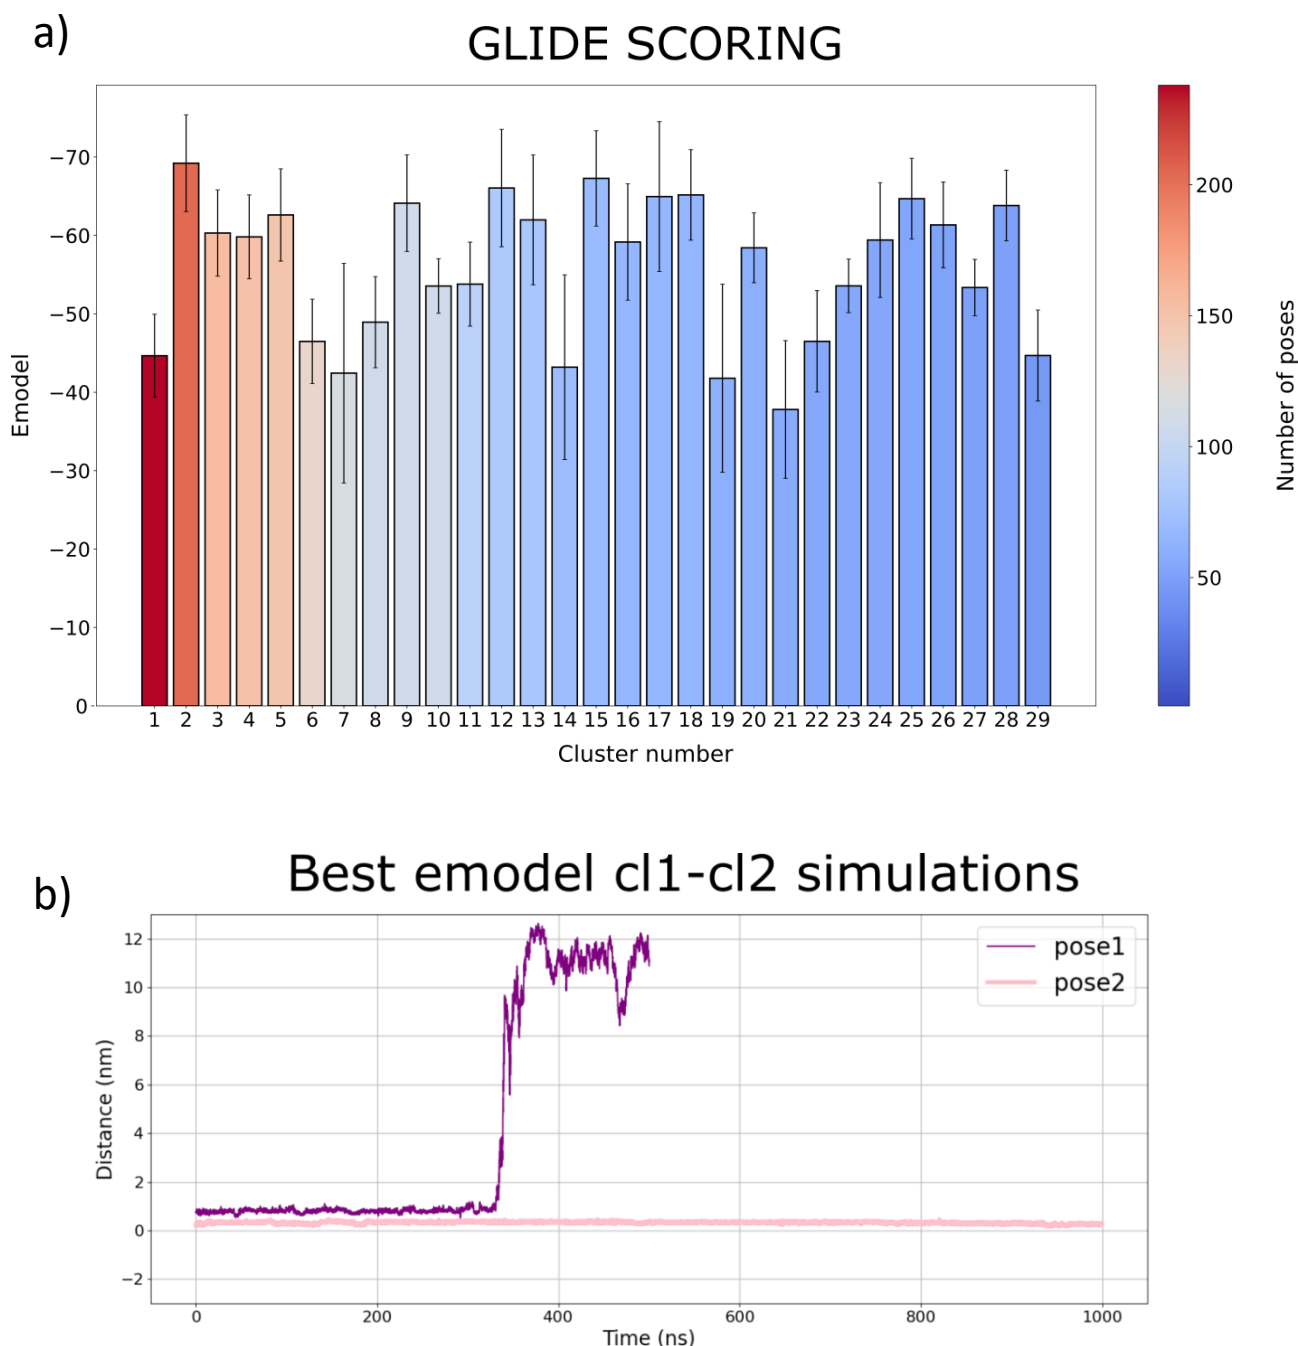 a)
GLIDE SCORING
Emodel
−70
−60
−50
−40
−30
−20
−10
0
1 2 3 4 5 6 7 8 9 10 11 12 13 14 15 16 17 18 19 20 21 22 23 24 25 26 27 28 29
Cluster number
200
150
100
50
Number of poses
b)
Best emodel cl1-cl2 simulations
Distance (nm)
12
10
8
6
4
2
0
−2
pose1
pose2
0 200 400 600 800 1000
Time (ns)